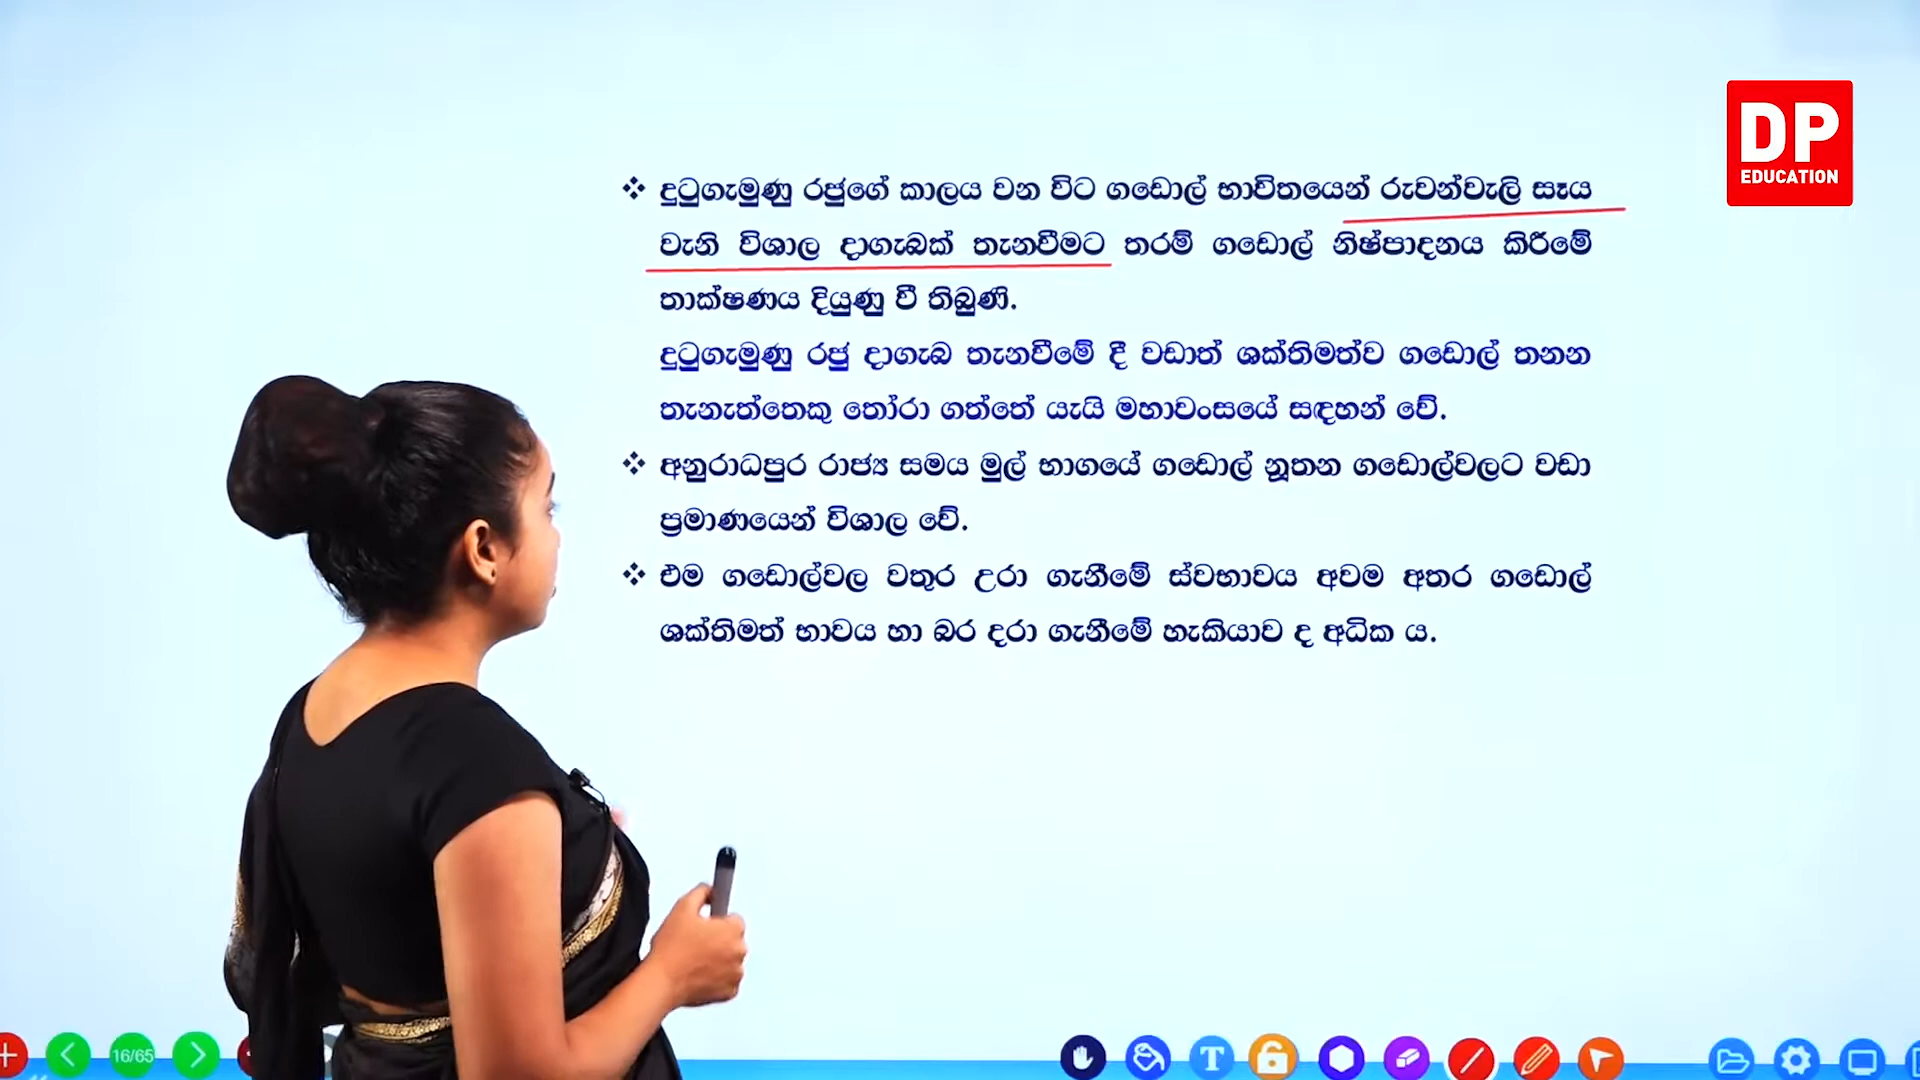 DP
EDUCATION
❖ දුටුගැමුණු රජුගේ කාලය වන විට ගඩොල් භාවිතයෙන් රුවන්වැලි සෑය
වැනි විශාල දාගැබක් තැනවීමට තරම් ගඩොල් නිෂ්පාදනය කිරීමේ
තාක්ෂණය දියුණු වී තිබුණි.
දුටුගැමුණු රජු දාගැබ තැනවීමේ දී වඩාත් ශක්තිමත්ව ගඩොල් තනන
තැනැත්තෙකු තෝරා ගත්තේ යැයි මහාවංසයේ සඳහන් වේ.
❖ අනුරාධපුර රාජ්‍ය සමය මුල් භාගයේ ගඩොල් නූතන ගඩොල්වලට වඩා
ප්‍රමාණයෙන් විශාල වේ.
❖ එම ගඩොල්වල වතුර උරා ගැනීමේ ස්වභාවය අවම අතර ගඩොල්
ශක්තිමත් භාවය හා බර දරා ගැනීමේ හැකියාව ද අධික ය.
16/65
T